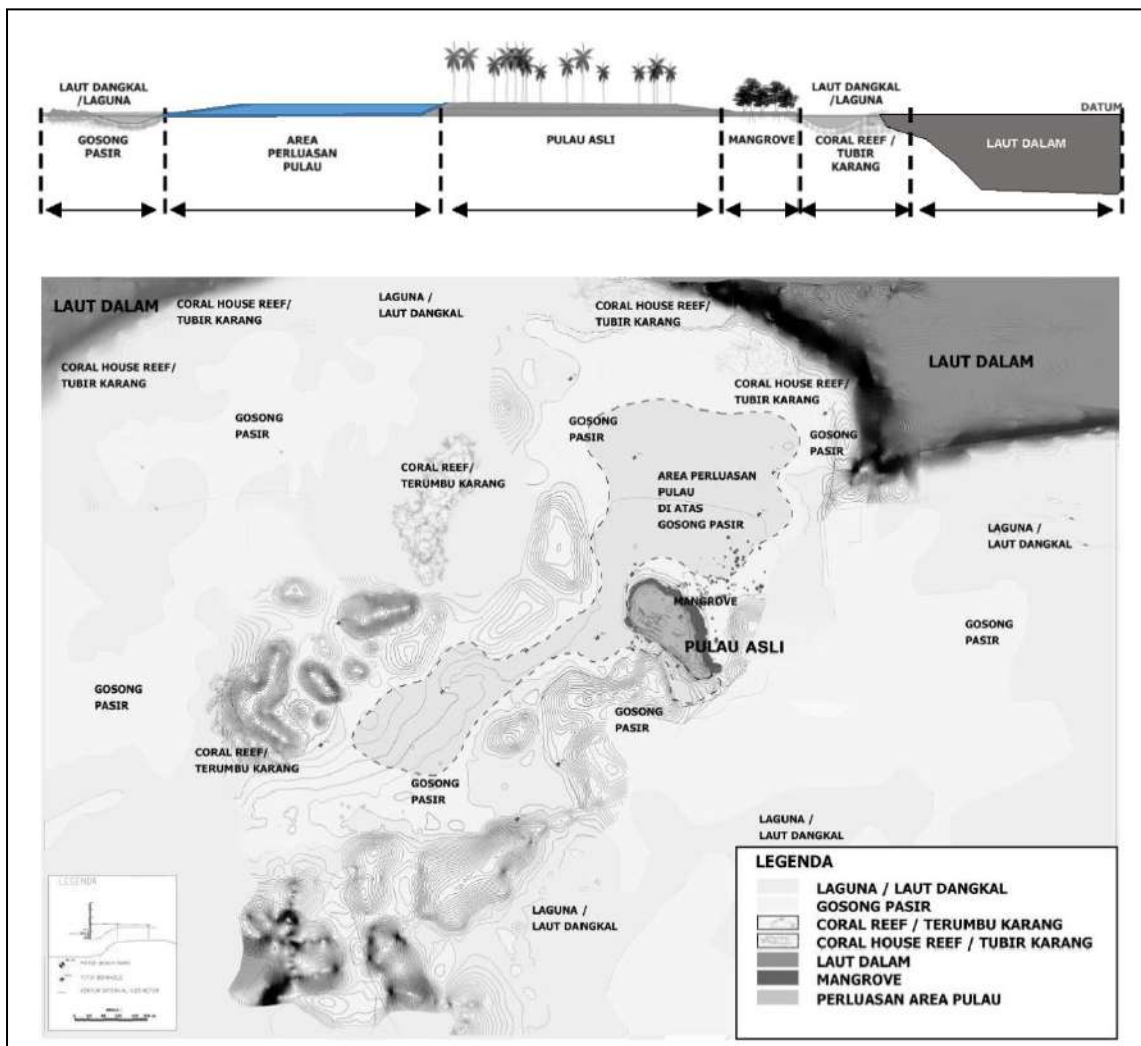 LAUT DANGKAL
/LAGUNA
GOSONG
PASIR
AREA
PERLUASAN
PULAU
PULAU ASLI
MANGROVE
LAUT DANGKAL
/LAGUNA
CORAL REEF /
TUBIR
KARANG
DATUM
LAUT DALAM
LAUT DALAM
CORAL HOUSE REEF/
TUBIR KARANG
LAGUNA /
LAUT DANGKAL
CORAL HOUSE REEF/
TUBIR KARANG
CORAL HOUSE REEF/
TUBIR KARANG
LAUT DALAM
CORAL HOUSE REEF/
TUBIR KARANG
GOSONG
PASIR
GOSONG
PASIR
GOSONG
PASIR
CORAL REEF/
TERUMBU KARANG
AREA PERLUASAN
PULAU
DI ATAS
GOSONG PASIR
LAGUNA /
LAUT DANGKAL
MANGROVE
PULAU ASLI
GOSONG
PASIR
GOSONG
PASIR
GOSONG
PASIR
CORAL REEF/
TERUMBU KARANG
GOSONG
PASIR
LAGUNA /
LAUT DANGKAL
LAGUNA /
LAUT DANGKAL
LEGENDA
LAGUNA / LAUT DANGKAL
GOSONG PASIR
CORAL REEF / TERUMBU KARANG
CORAL HOUSE REEF / TUBIR KARANG
LAUT DALAM
MANGROVE
PERLUASAN AREA PULAU
LEGENDA